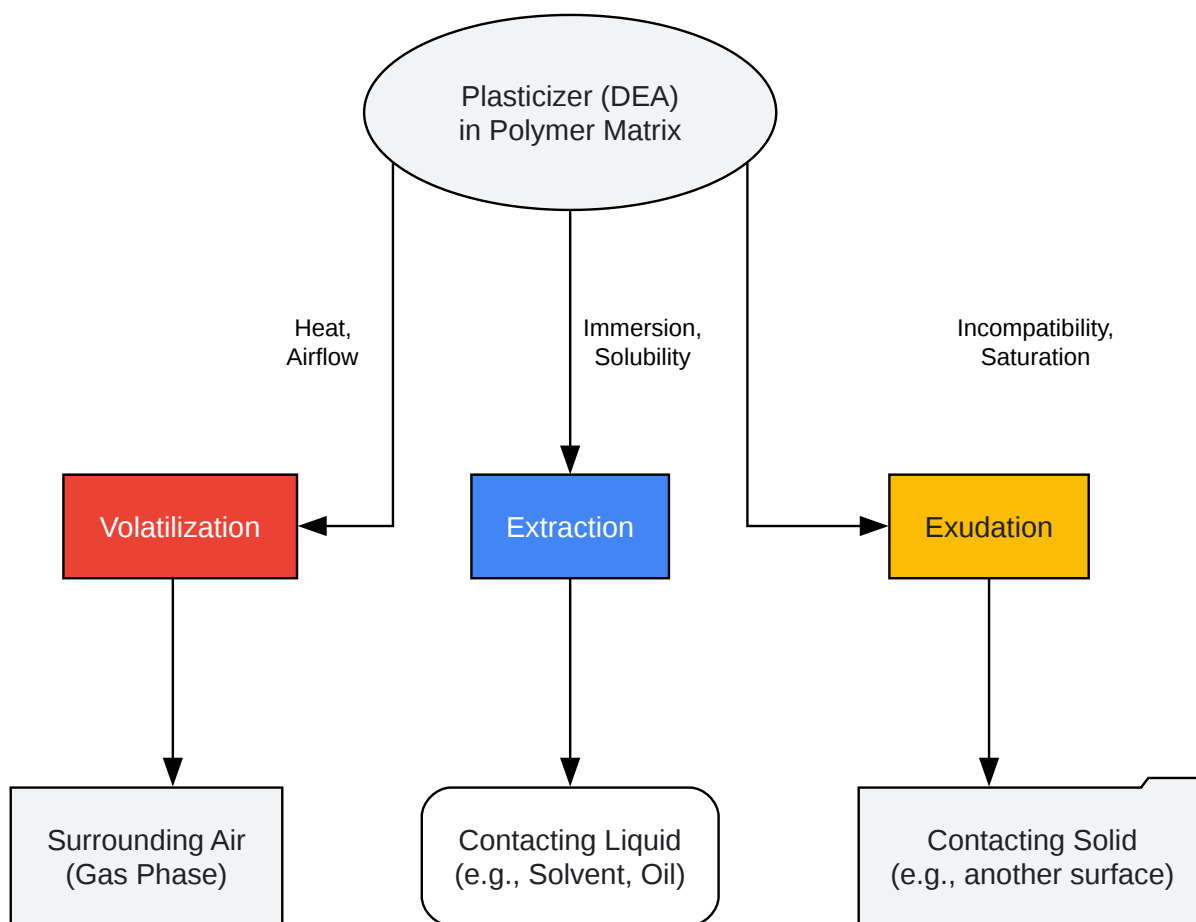 Plasticizer (DEA)
in Polymer Matrix
Heat,
Airflow
Immersion,
Solubility
Incompatibility,
Saturation
Volatilization
Extraction
Exudation
Surrounding Air
(Gas Phase)
Contacting Liquid
(e.g., Solvent, Oil)
Contacting Solid
(e.g., another surface)